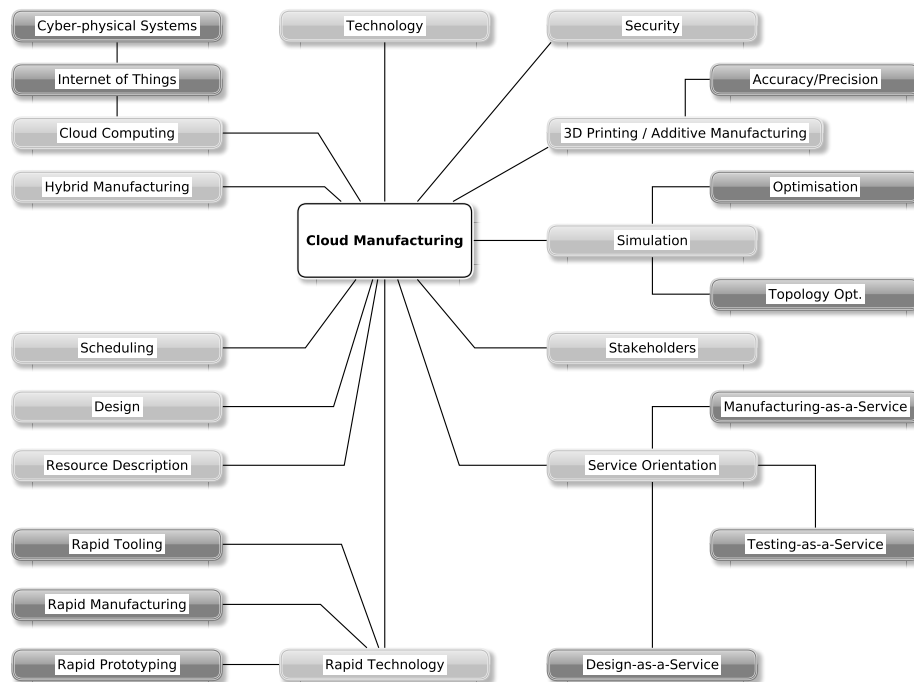 Cyber-physical Systems
Technology
Security
Internet of Things
Accuracy/Precision
Cloud Computing
3D Printing / Additive Manufacturing
Hybrid Manufacturing
Optimisation
Cloud Manufacturing
Simulation
Topology Opt.
Scheduling
Stakeholders
Design
Manufacturing-as-a-Service
Resource Description
Service Orientation
Rapid Tooling
Testing-as-a-Service
Rapid Manufacturing
Rapid Prototyping
Rapid Technology
Design-as-a-Service